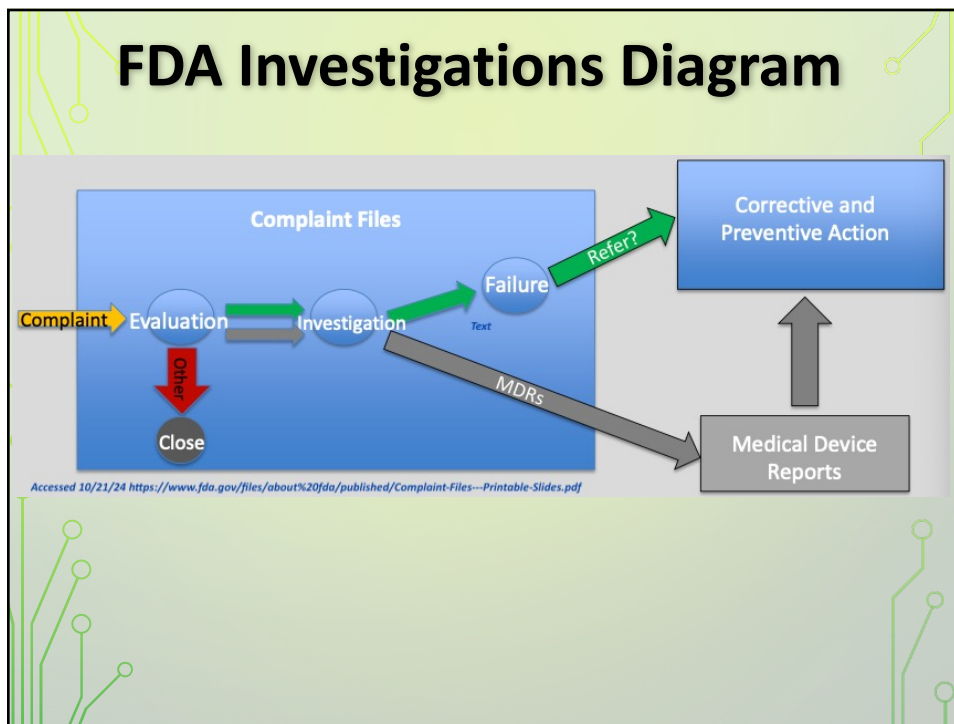 FDA Investigations Diagram
Complaint Files
Corrective and
Preventive Action
Refer?
Failure
Complaint
Evaluation
Investigation
Text
Other
MDRs
Close
Medical Device
Reports
Accessed 10/21/24 https://www.fda.gov/files/about%20fda/published/Complaint-Files---Printable-Slides.pdf